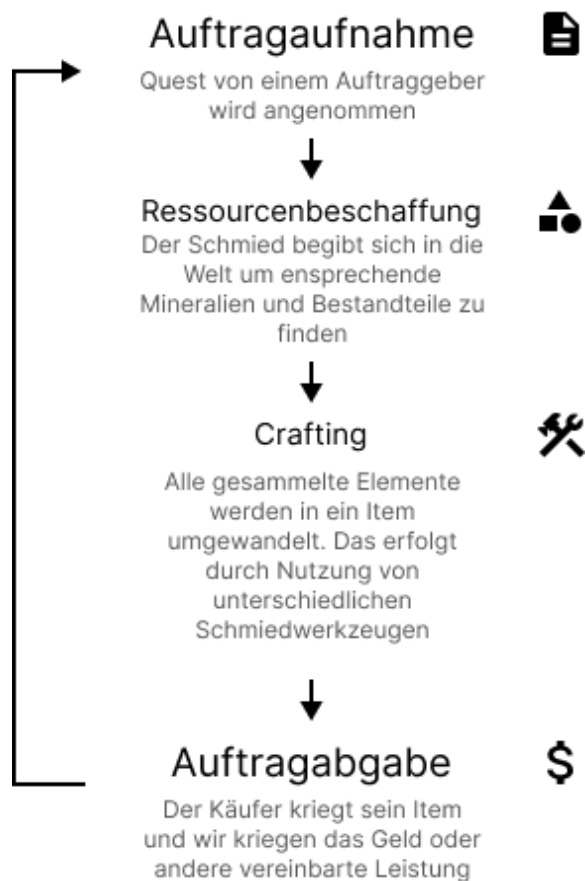 Auftragaufnahme
Quest von einem Auftraggeber
wird angenommen
Ressourcenbeschaffung
Der Schmied begibt sich in die
Welt um ensprechende
Mineralien und Bestandteile zu
finden
Crafting
Alle gesammelte Elemente
werden in ein Item
umgewandelt. Das erfolgt
durch Nutzung von
unterschiedlichen
Schmiedwerkzeugen
Auftragabgabe
$
Der Käufer kriegt sein Item
und wir kriegen das Geld oder
andere vereinbarte Leistung